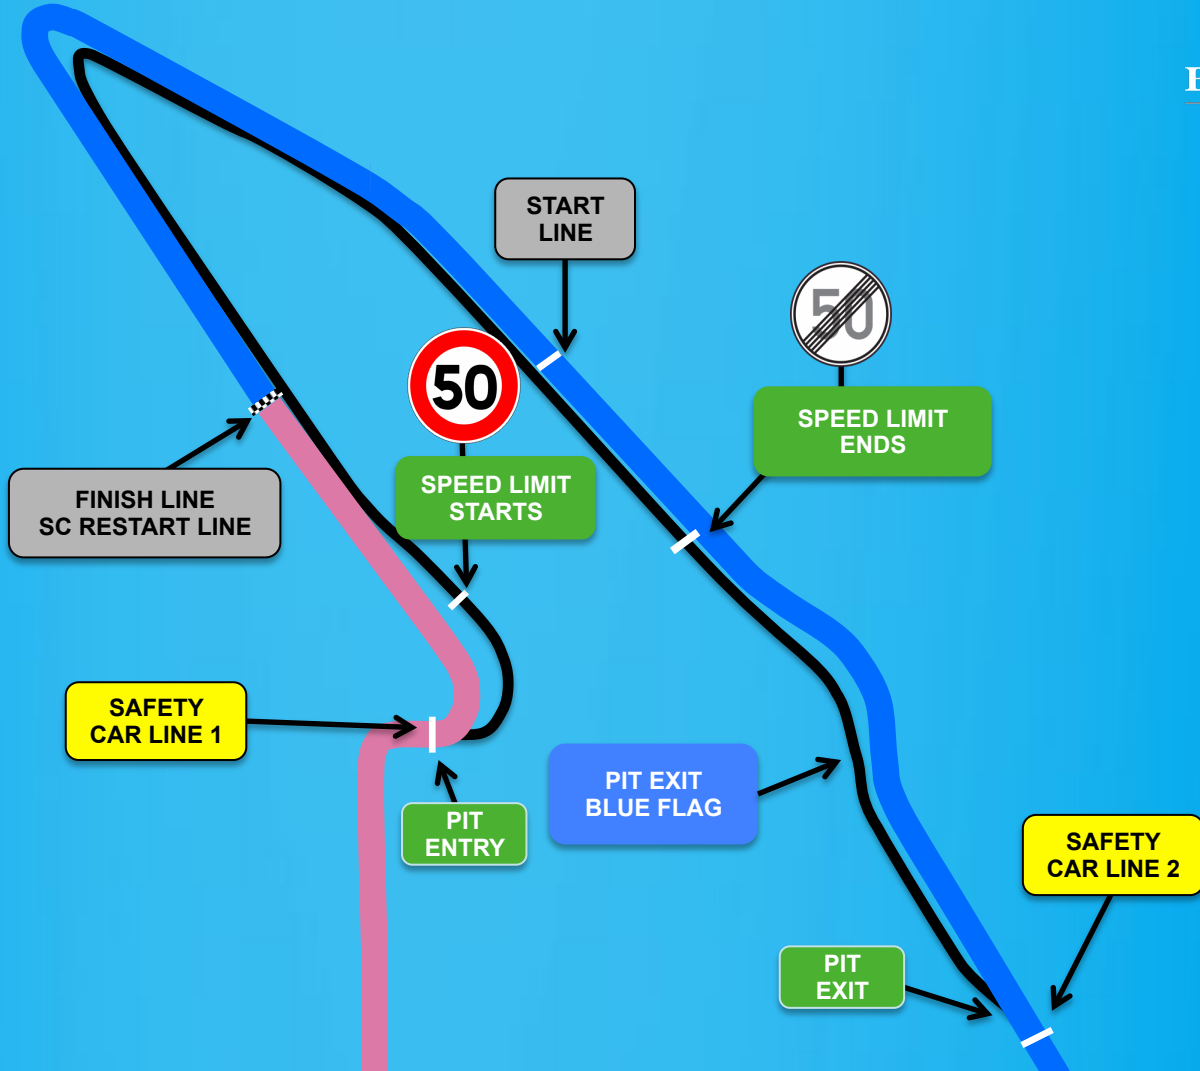 START
LINE
50
50
SPEED LIMIT
ENDS
SPEED LIMIT
STARTS
FINISH LINE
SC RESTART LINE
SAFETY
CAR LINE 1
PIT EXIT
BLUE FLAG
PIT
ENTRY
SAFETY
CAR LINE 2
PIT
EXIT